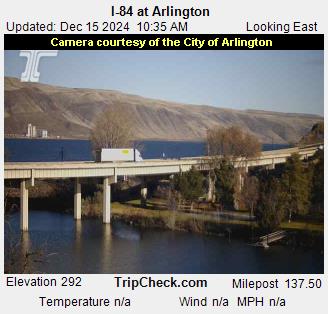 I-84 at Arlington
Updated: Dec 15 2024 10:35 AM Looking East
Camera courtesy of the City of Arlington
Elevation 292 TripCheck.com Milepost 137.50
Temperature n/a Wind n/a MPH n/a